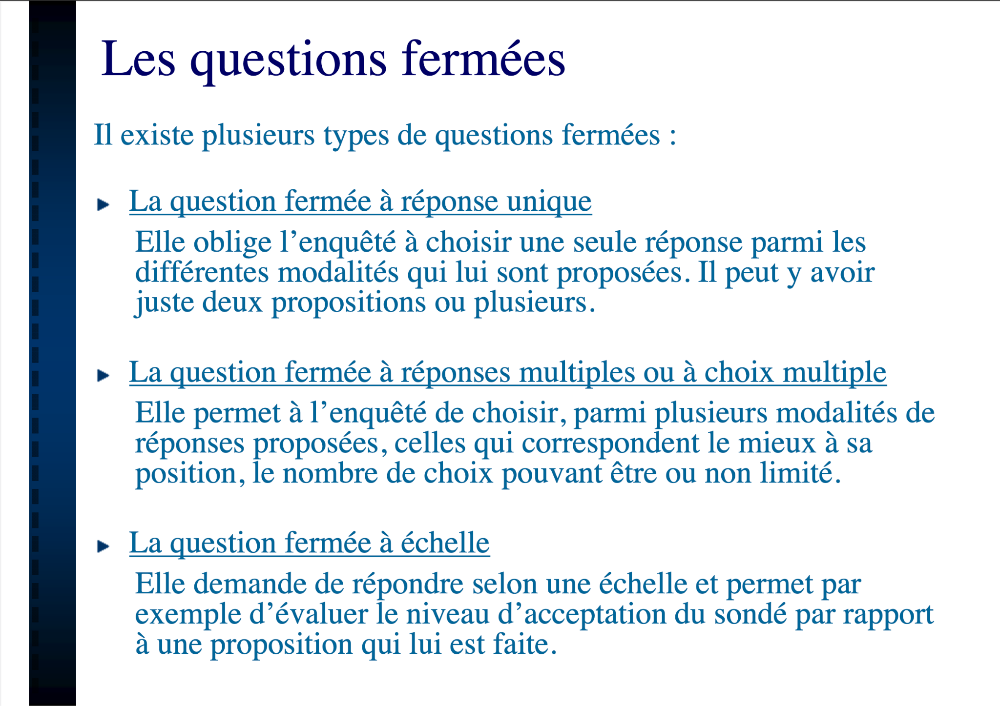 Les questions fermées
Il existe plusieurs types de questions fermées :
La question fermée à réponse unique
Elle oblige l’enquêté à choisir une seule réponse parmi les
différentes modalités qui lui sont proposées. Il peut y avoir
juste deux propositions ou plusieurs.
La question fermée à réponses multiples ou à choix multiple
Elle permet à l’enquêté de choisir, parmi plusieurs modalités de
réponses proposées, celles qui correspondent le mieux à sa
position, le nombre de choix pouvant être ou non limité.
La question fermée à échelle
Elle demande de répondre selon une échelle et permet par
exemple d’évaluer le niveau d’acceptation du sondé par rapport
à une proposition qui lui est faite.